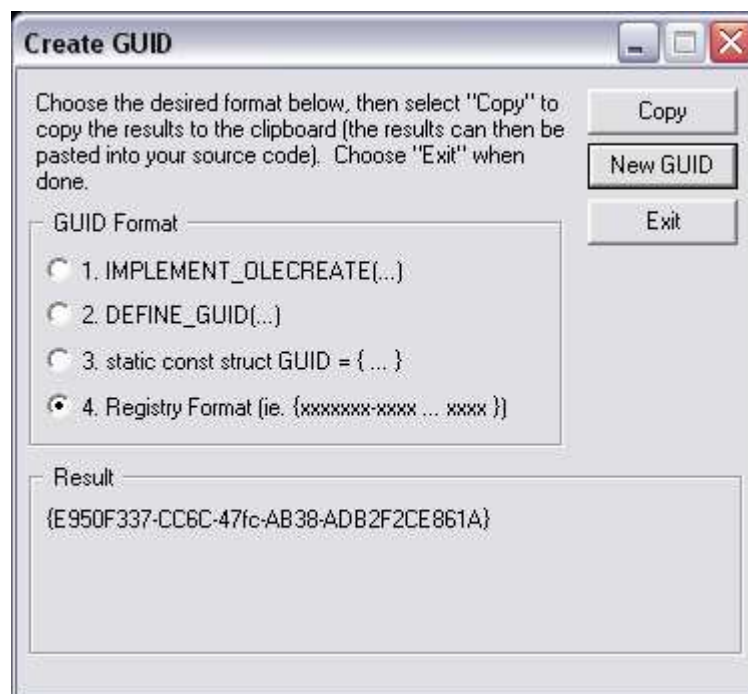 Create GUID
Choose the desired format below, then select "Copy" to
copy the results to the clipboard (the results can then be
pasted into your source code).  Choose "Exit" when
done.
Copy
New GUID
Exit
GUID Format
1. IMPLEMENT_OLECREATE(...)
2. DEFINE_GUID(...)
3. static const struct GUID = { ... }
4. Registry Format (ie. {xxxxxxx-xxxx ... xxxx })
Result
{E950F337-CC6C-47fc-AB38-ADB2F2CE861A}